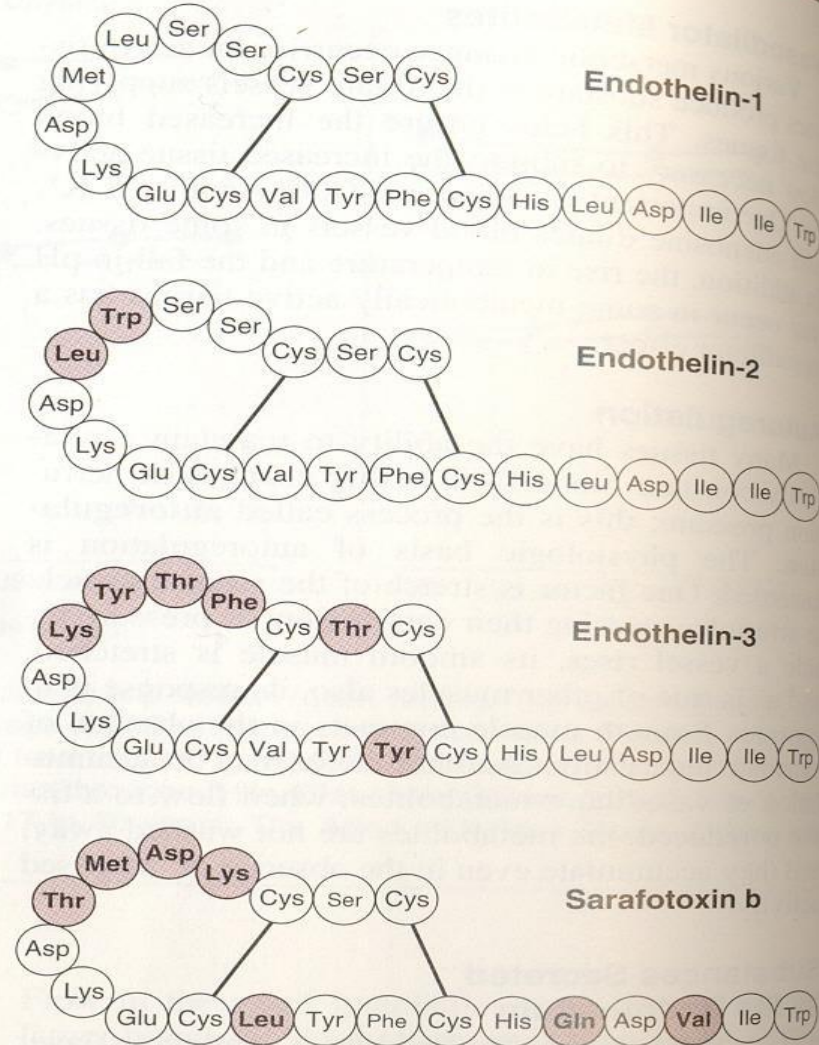 Leu Ser Ser
Met Cys Ser Cys
Endothelin-1
Asp
Lys
Glu Cys Val Tyr Phe Cys His Leu Asp Ile Ile Trp
Trp Ser Ser
Leu Cys Ser Cys
Endothelin-2
Asp
Lys
Glu Cys Val Tyr Phe Cys His Leu Asp Ile Ile Trp
Tyr Thr Phe
Lys Cys Thr Cys
Endothelin-3
Asp
Lys
Glu Cys Val Tyr Tyr Cys His Leu Asp Ile Ile Trp
Met Asp Lys
Thr Cys Ser Cys
Sarafotoxin b
Asp
Lys
Glu Cys Leu Tyr Phe Cys His Gln Asp Val Ile Trp